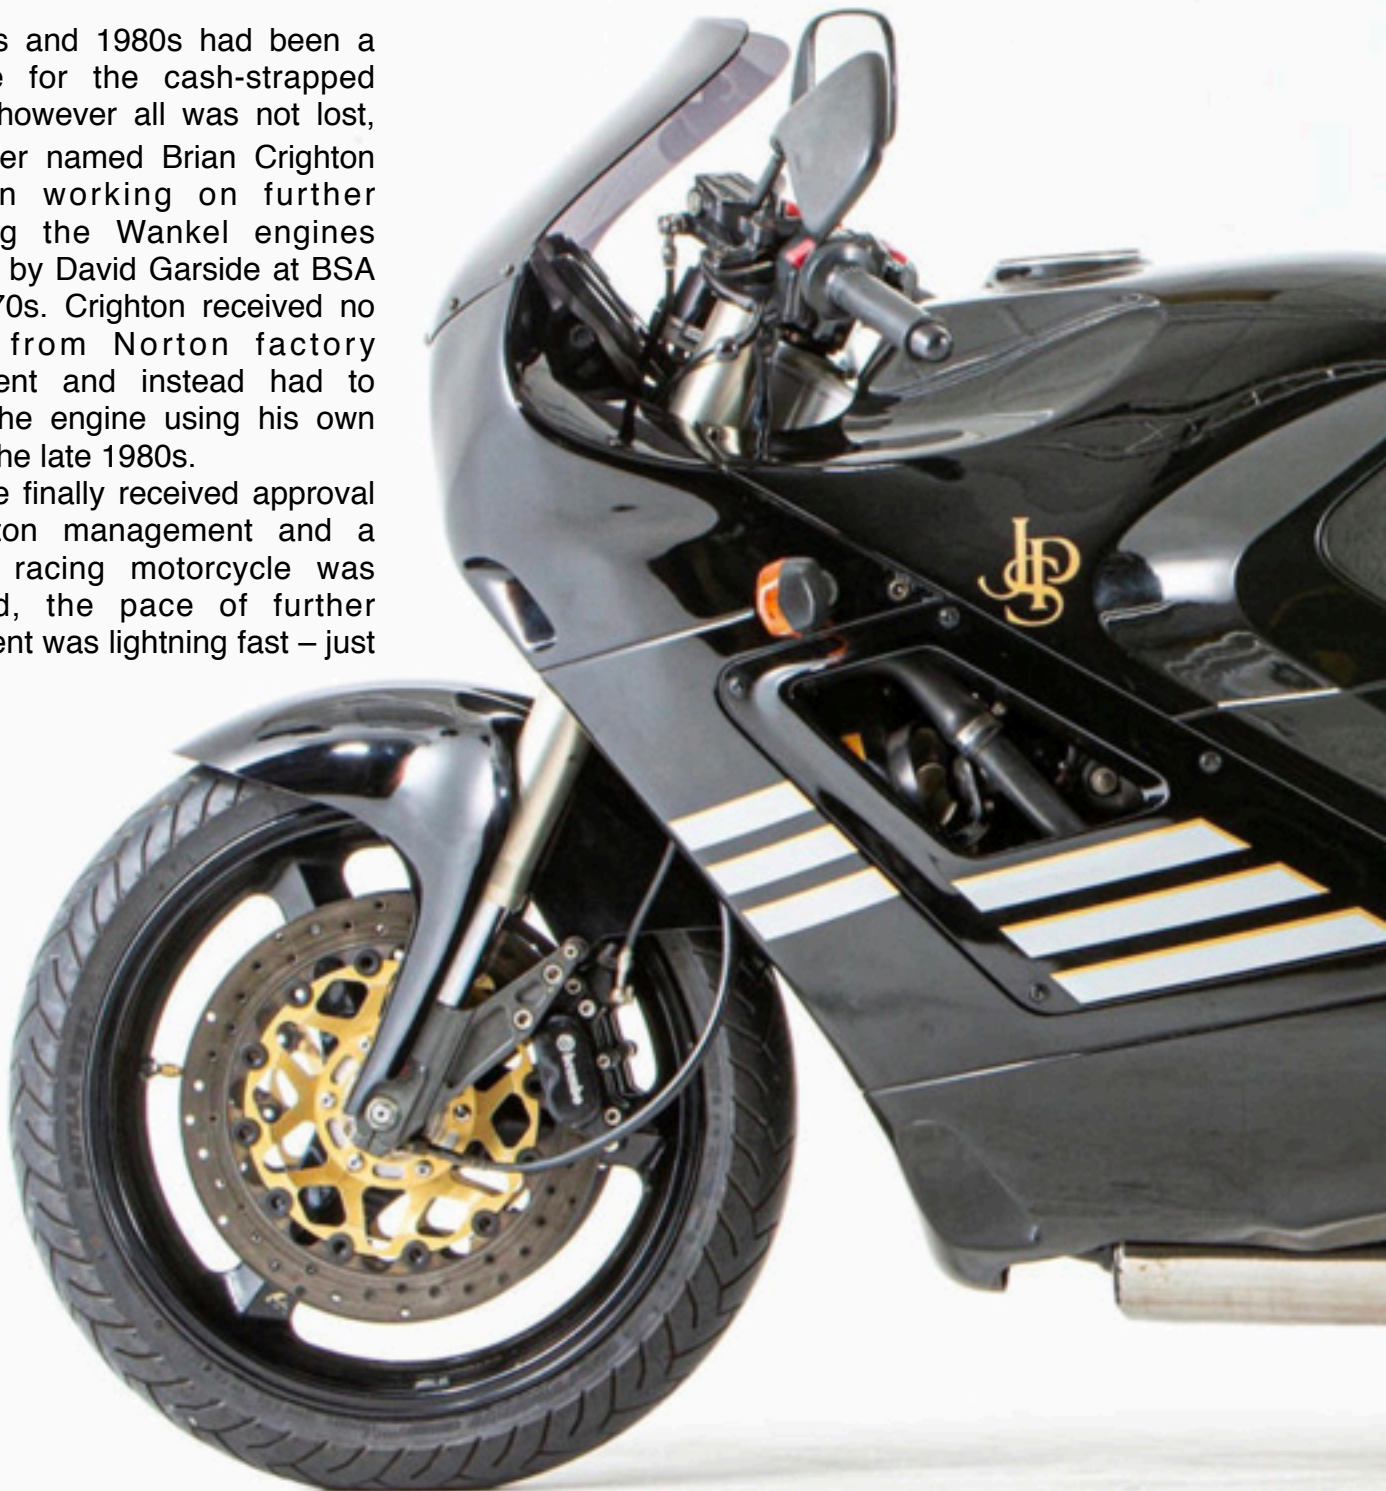 s and 1980s had been a
e for the cash-strapped
however all was not lost,
er named Brian Crighton
n working on further
g the Wankel engines
by David Garside at BSA
70s. Crighton received no
from Norton factory
ent and instead had to
he engine using his own
he late 1980s.
e finally received approval
ton management and a
racing motorcycle was
d, the pace of further
ent was lightning fast – just
JPS
brembo